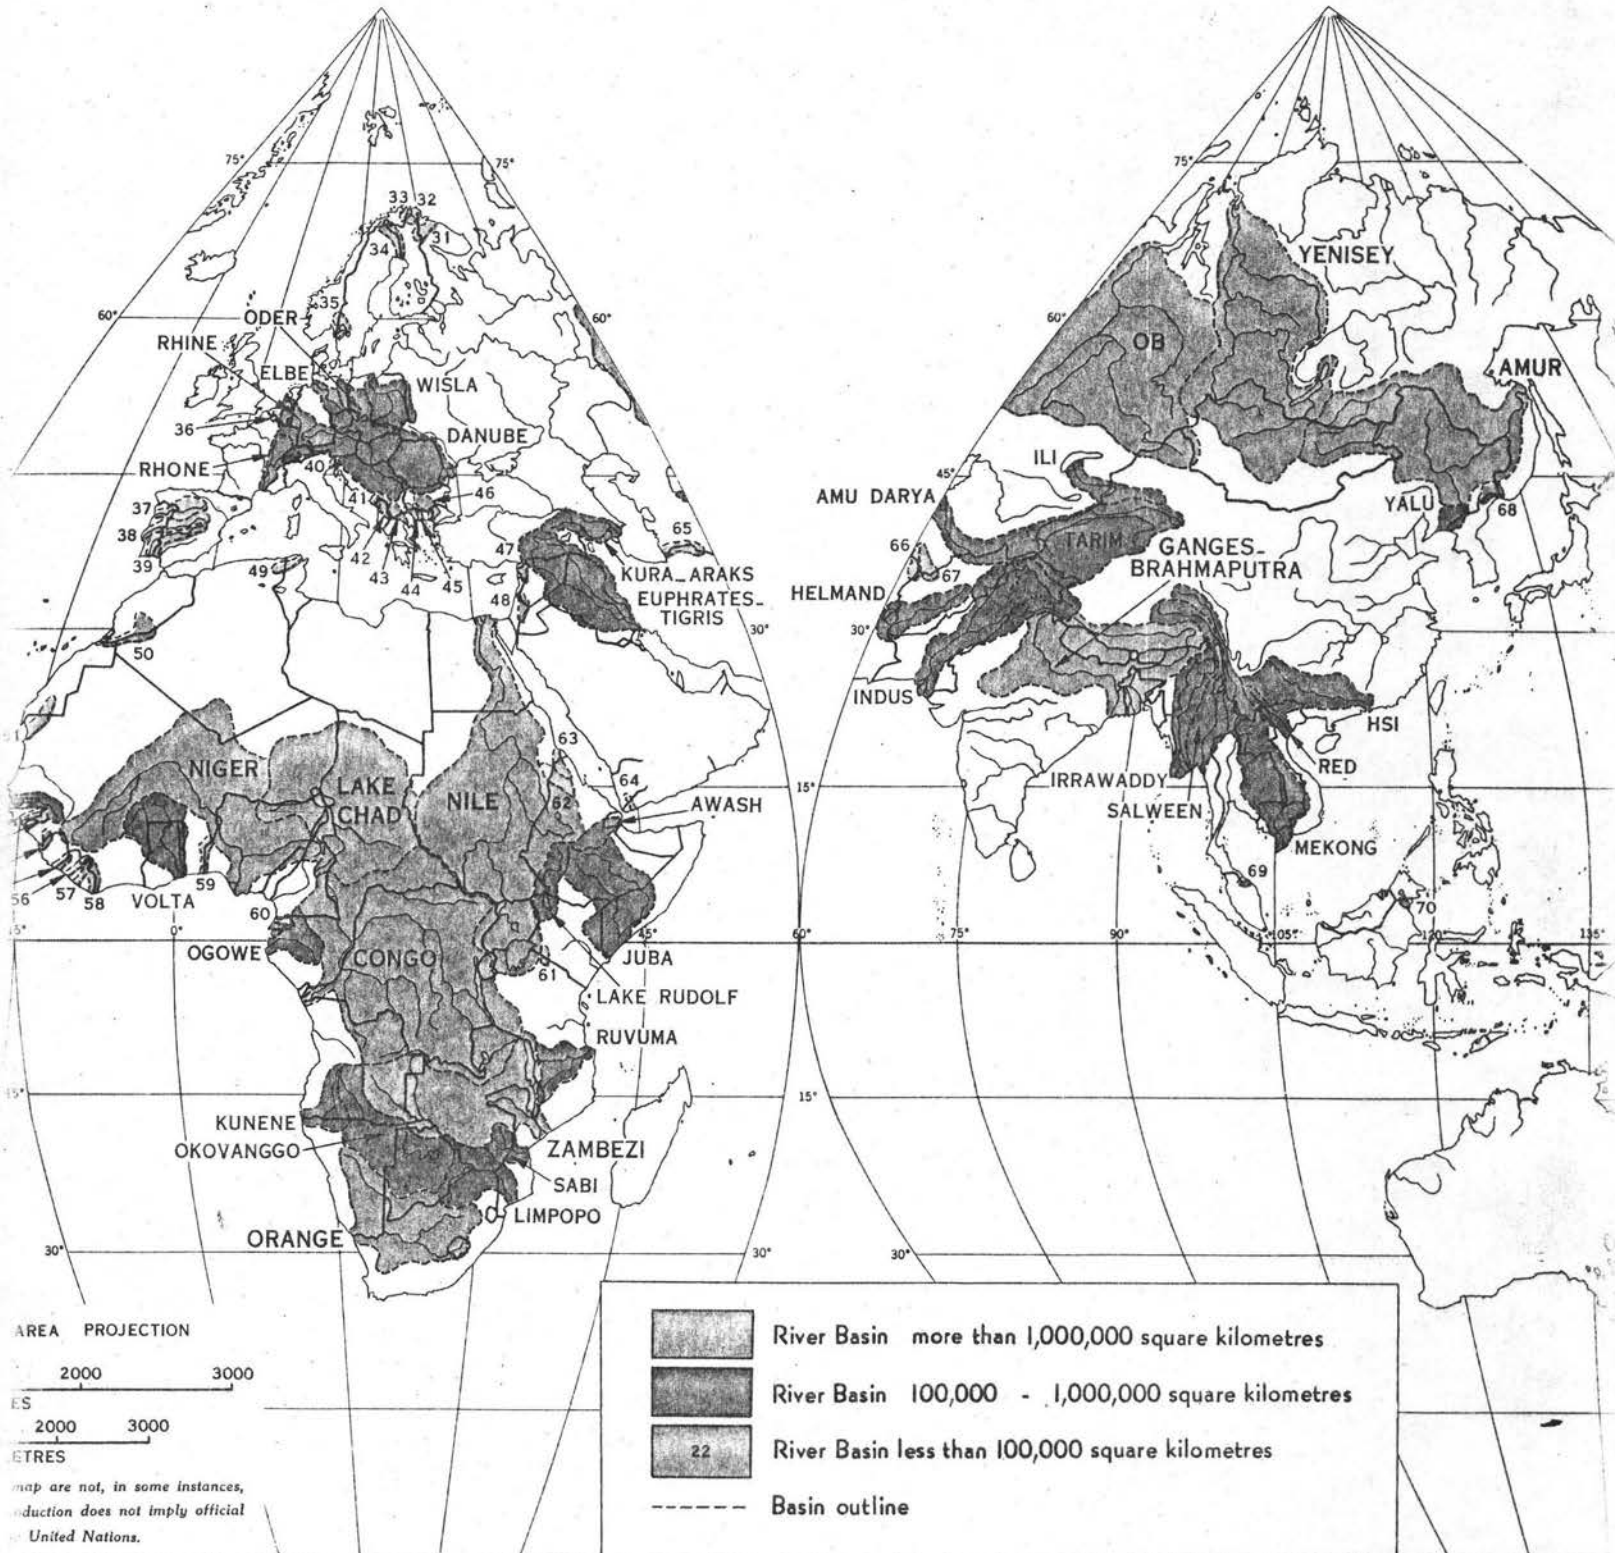 75°
75°
75°
33 32
31
34
35
ODER
60°
60°
60°
RHINE
ELBE
WISLA
36
DANUBE
RHONE
40
41
46
37
38
39
42
43
44
45
47
48
49
65
KURA_ARAKS
EUPHRATES_
TIGRIS
30°
50
NIGER
LAKE
CHAD
NILE
63
62
64
AWASH
15°
56
57
58
VOLTA
59
60
0°
OGOWE
CONGO
45°
JUBA
61
LAKE RUDOLF
RUVUMA
15°
KUNENE
OKOVANGGO
ZAMBEZI
SABI
LIMPOPO
ORANGE
30°
30°
YENISEY
OB
AMUR
ILI
45°
AMU DARYA
YALU
68
TARIM
66
67
GANGES_
BRAHMAPUTRA
HELMAND
30°
INDUS
HSI
RED
IRRAWADDY
SALWEEN
MEKONG
69
70
60°
75°
90°
105°
120°
135°
30°
AREA PROJECTION
2000 3000
ES
2000 3000
ETRES
map are not, in some instances,
duction does not imply official
United Nations.
River Basin more than 1,000,000 square kilometres
River Basin 100,000 - 1,000,000 square kilometres
22 River Basin less than 100,000 square kilometres
Basin outline